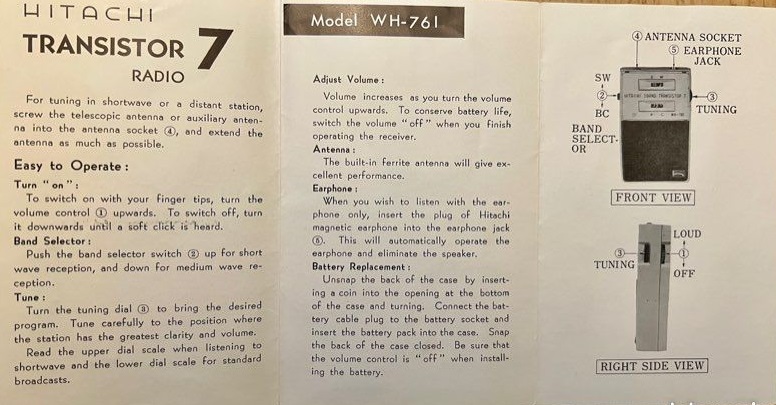 HITACHI
TRANSISTOR 7
RADIO
For tuning in shortwave or a distant station,
screw the telescopic antenna or auxiliary anten-
na into the antenna socket ④, and extend the
antenna as much as possible.
Easy to Operate :
Turn “ on ” :
To switch on with your finger tips, turn the
volume control ① upwards. To switch off, turn
it downwards until a soft click is heard.
Band Selector :
Push the band selector switch ② up for short
wave reception, and down for medium wave re-
ception.
Tune :
Turn the tuning dial ③ to bring the desired
program. Tune carefully to the position where
the station has the greatest clarity and volume.
Read the upper dial scale when listening to
shortwave and the lower dial scale for standard
broadcasts.
Model WH-761
Adjust Volume :
Volume increases as you turn the volume
control upwards. To conserve battery life,
switch the volume “ off ” when you finish
operating the receiver.
Antenna :
The built-in ferrite antenna will give ex-
cellent performance.
Earphone :
When you wish to listen with the ear-
phone only, insert the plug of Hitachi
magnetic earphone into the earphone jack
⑤. This will automatically operate the
earphone and eliminate the speaker.
Battery Replacement :
Unsnap the back of the case by insert-
ing a coin into the opening at the bottom
of the case and turning. Connect the bat-
tery cable plug to the battery socket and
insert the battery pack into the case. Snap
the back of the case closed. Be sure that
the volume control is “ off ” when install-
ing the battery.
④ ANTENNA SOCKET
⑤ EARPHONE
JACK
SW
②
BC
BAND
SELECT-
OR
③
TUNING
FRONT VIEW
LOUD
③
TUNING
①
OFF
RIGHT SIDE VIEW